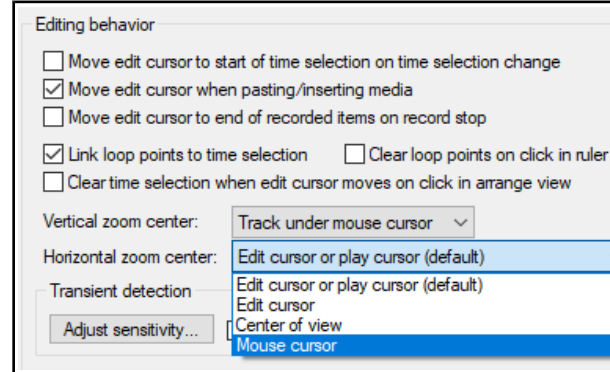 Editing behavior
Move edit cursor to start of time selection on time selection change
Move edit cursor when pasting/inserting media
Move edit cursor to end of recorded items on record stop
Link loop points to time selection Clear loop points on click in ruler
Clear time selection when edit cursor moves on click in arrange view
Vertical zoom center: Track under mouse cursor
Horizontal zoom center: Edit cursor or play cursor (default)
Transient detection
Edit cursor or play cursor (default)
Edit cursor
Adjust sensitivity... Center of view
Mouse cursor